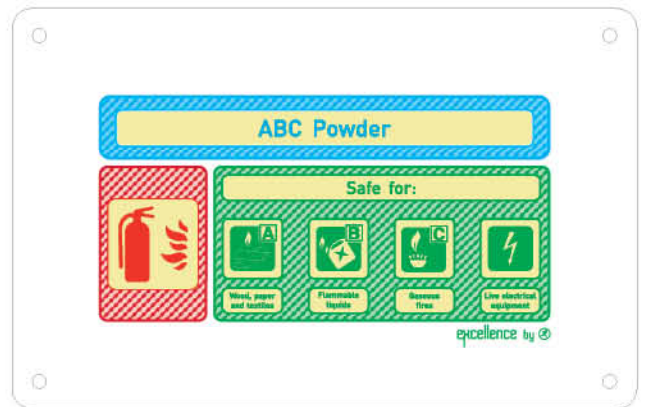 ABC Powder
Safe for:
A
B
C
Wood, paper
and textiles
Flammable
liquids
Gaseous
fires
Live electrical
equipment
excellence by